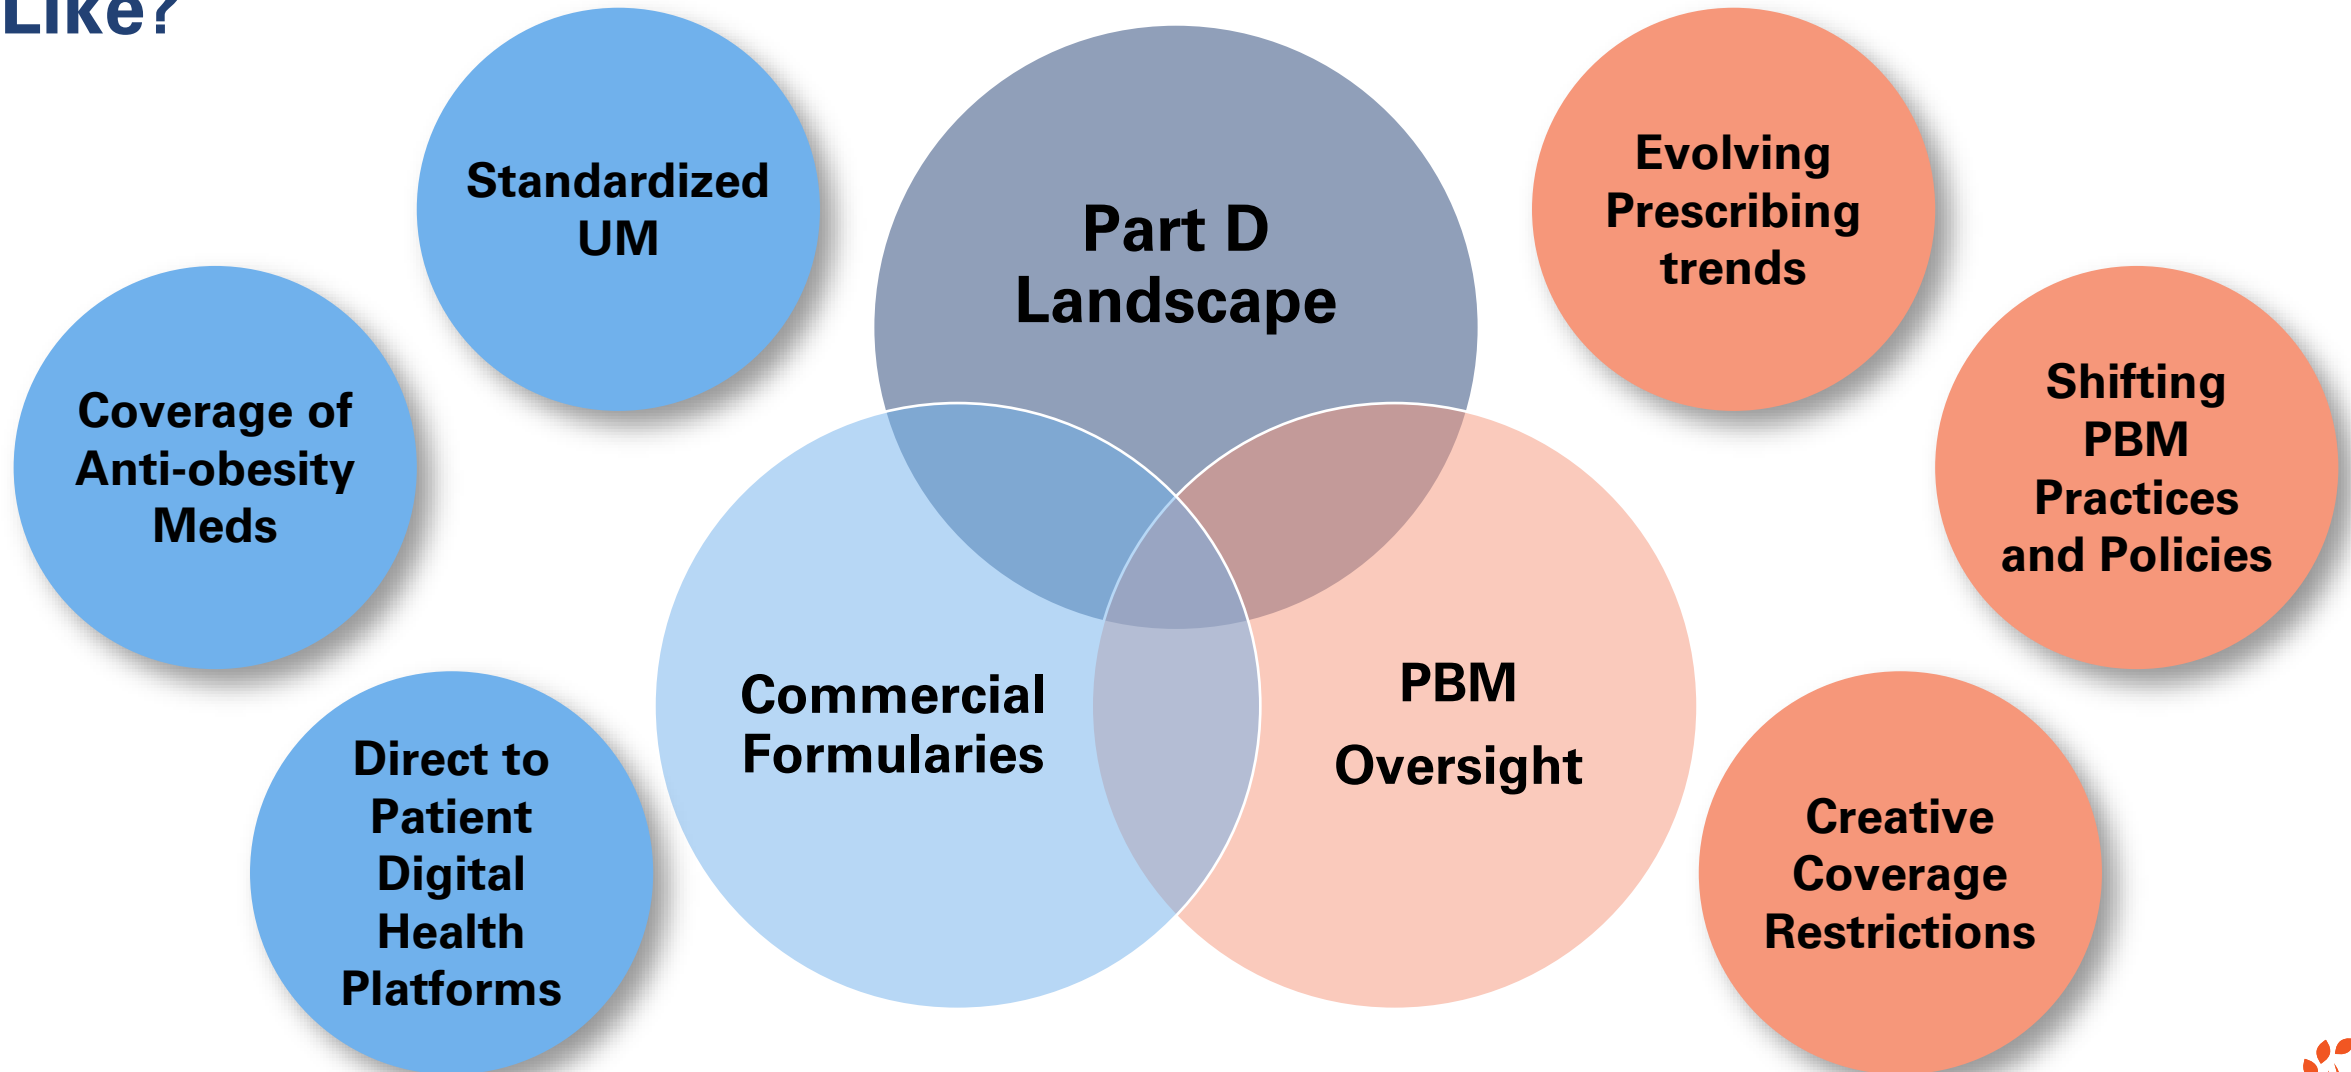 Like?
Standardized
UM
Coverage of
Anti-obesity
Meds
Direct to
Patient
Digital
Health
Platforms
Part D
Landscape
Commercial
Formularies
PBM
Oversight
Evolving
Prescribing
trends
Shifting
PBM
Practices
and Policies
Creative
Coverage
Restrictions